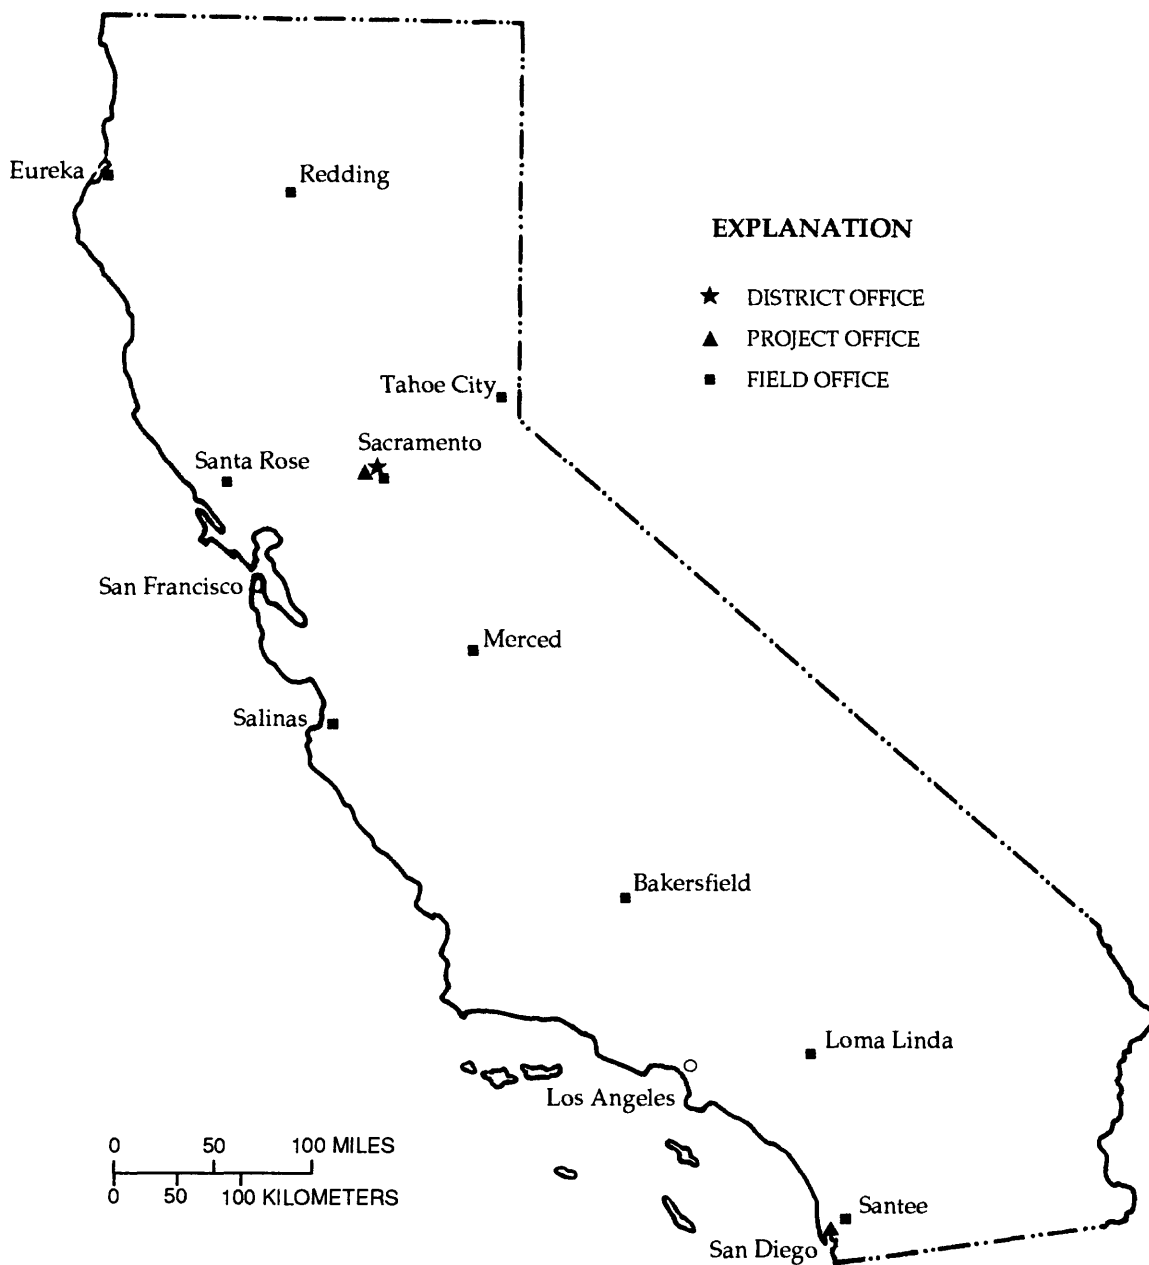 Eureka
Redding
EXPLANATION
DISTRICT OFFICE
PROJECT OFFICE
FIELD OFFICE
Tahoe City
Sacramento
Santa Rose
San Francisco
Merced
Salinas
Bakersfield
Loma Linda
Los Angeles
0 50 100 MILES
0 50 100 KILOMETERS
Santee
San Diego